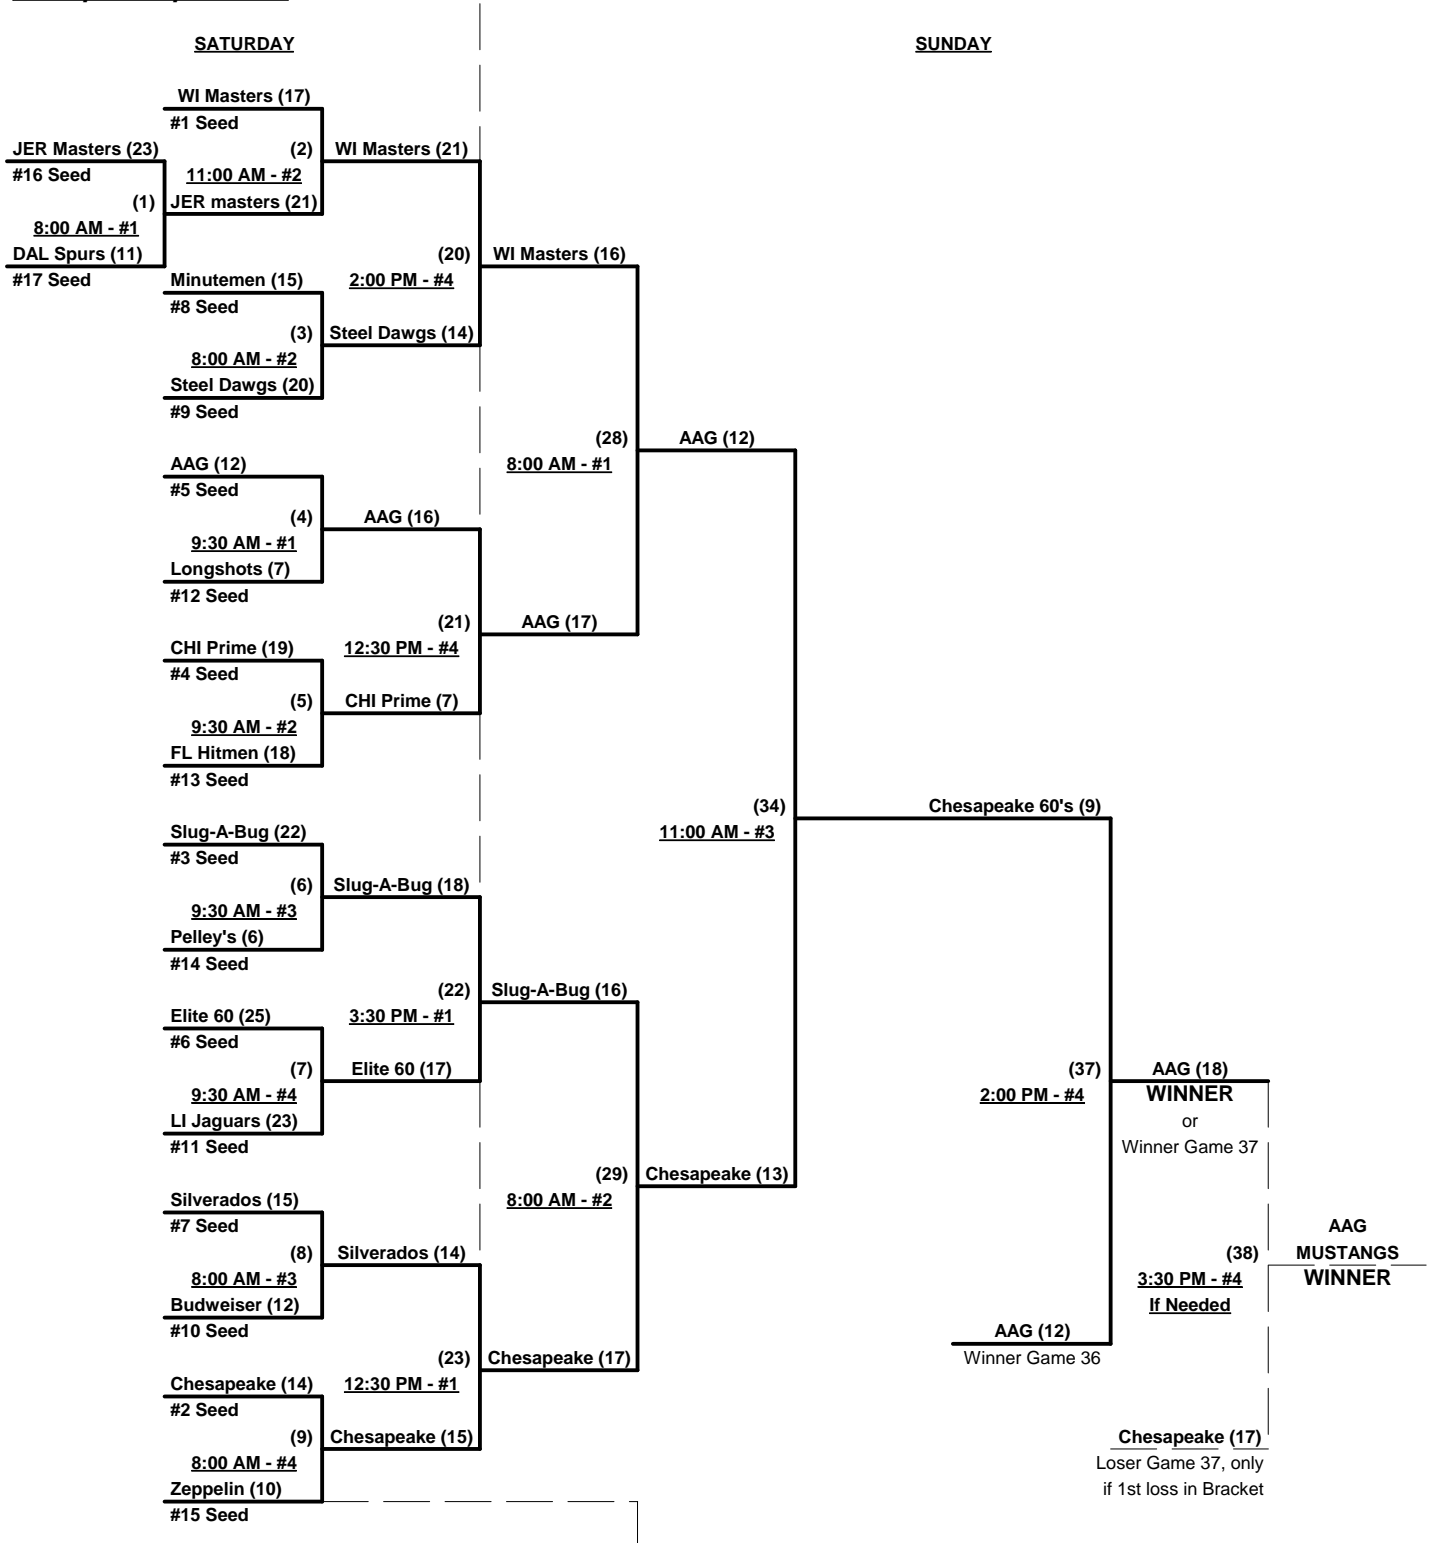 SATURDAY
SUNDAY
WI Masters (17)
#1 Seed
JER Masters (23)
(2)
WI Masters (21)
#16 Seed
11:00 AM - #2
(1)
JER masters (21)
8:00 AM - #1
DAL Spurs (11)
(20)
WI Masters (16)
#17 Seed
Minutemen (15)
2:00 PM - #4
#8 Seed
(3)
Steel Dawgs (14)
8:00 AM - #2
Steel Dawgs (20)
#9 Seed
(28)
AAG (12)
AAG (12)
8:00 AM - #1
#5 Seed
(4)
AAG (16)
9:30 AM - #1
Longshots (7)
#12 Seed
(21)
AAG (17)
CHI Prime (19)
12:30 PM - #4
#4 Seed
(5)
CHI Prime (7)
9:30 AM - #2
FL Hitmen (18)
#13 Seed
(34)
Chesapeake 60's (9)
Slug-A-Bug (22)
11:00 AM - #3
#3 Seed
(6)
Slug-A-Bug (18)
9:30 AM - #3
Pelley's (6)
#14 Seed
(22)
Slug-A-Bug (16)
Elite 60 (25)
3:30 PM - #1
#6 Seed
(7)
Elite 60 (17)
(37)
AAG (18)
9:30 AM - #4
2:00 PM - #4
WINNER
LI Jaguars (23)
or
#11 Seed
Winner Game 37
(29)
Chesapeake (13)
Silverados (15)
8:00 AM - #2
#7 Seed
AAG
(8)
Silverados (14)
(38)
MUSTANGS
8:00 AM - #3
3:30 PM - #4
WINNER
Budweiser (12)
If Needed
#10 Seed
AAG (12)
(23)
Chesapeake (17)
Winner Game 36
Chesapeake (14)
12:30 PM - #1
#2 Seed
(9)
Chesapeake (15)
Chesapeake (17)
8:00 AM - #4
Loser Game 37, only
Zeppelin (10)
if 1st loss in Bracket
#15 Seed